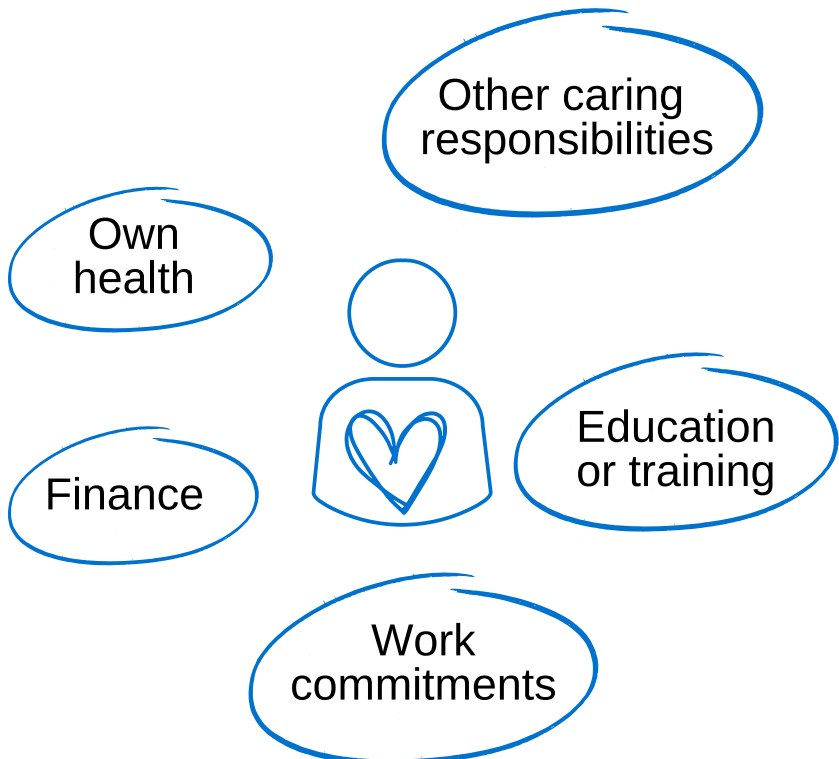 Other caring
responsibilities
Own
health
Education
or training
Finance
Work
commitments